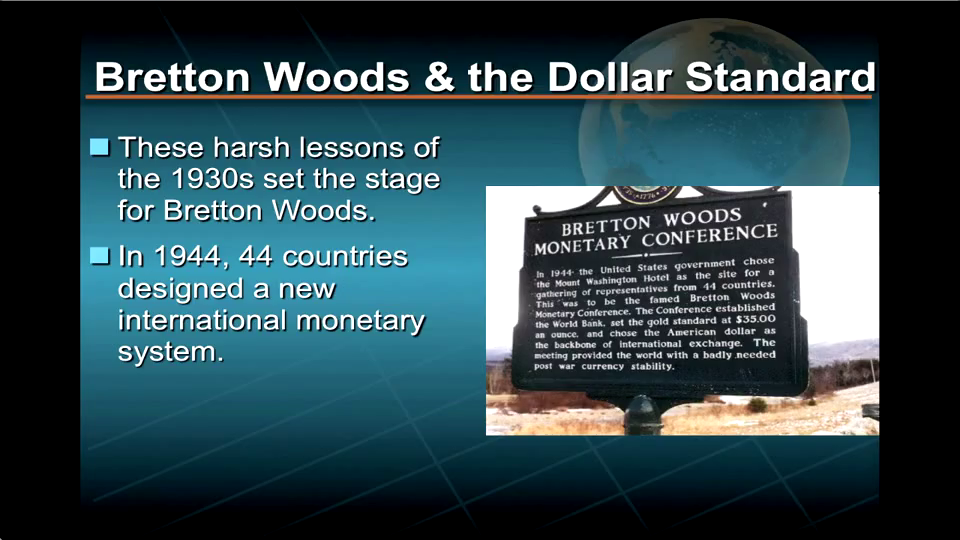 Bretton Woods & the Dollar Standard
These harsh lessons of
the 1930s set the stage
for Bretton Woods.
In 1944, 44 countries
designed a new
international monetary
system.
1776
BRETTON WOODS
MONETARY CONFERENCE
In 1944 the United States government chose
the Mount Washington Hotel as the site for a
gathering of representatives from 44 countries.
This was to be the famed Bretton Woods
Monetary Conference. The Conference established
the World Bank, set the gold standard at $35.00
an ounce, and chose the American dollar as
the backbone of international exchange. The
meeting provided the world with a badly needed
post war currency stability.